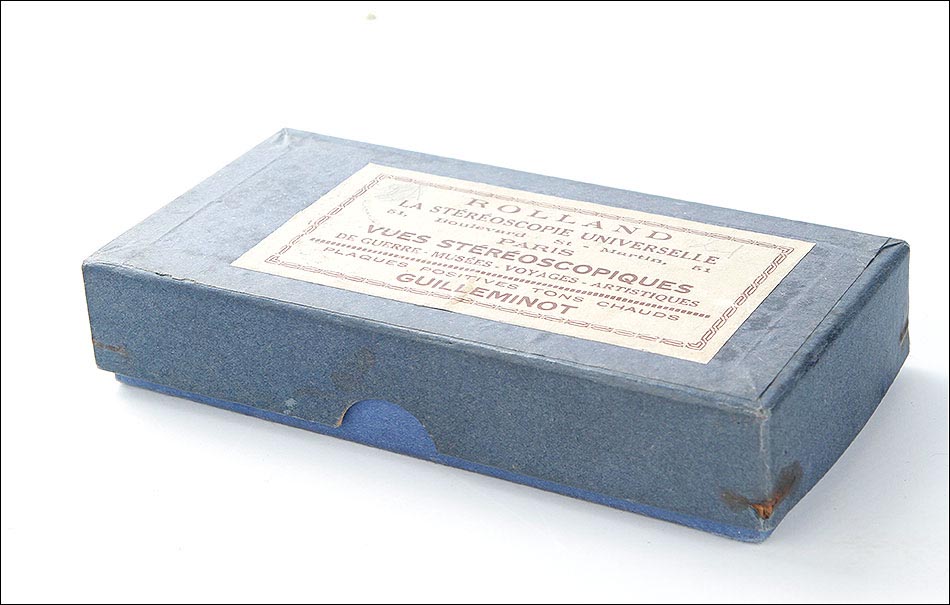 ROLLAND
LA STÉRÉOSCOPIE UNIVERSELLE
51, Boulevard St - Martin, 51
PARIS
VUES STÉRÉOSCOPIQUES
DE GUERRE - MUSÉES - VOYAGES - ARTISTIQUES
PLAQUES POSITIVES TONS CHAUDS
GUILLEMINOT